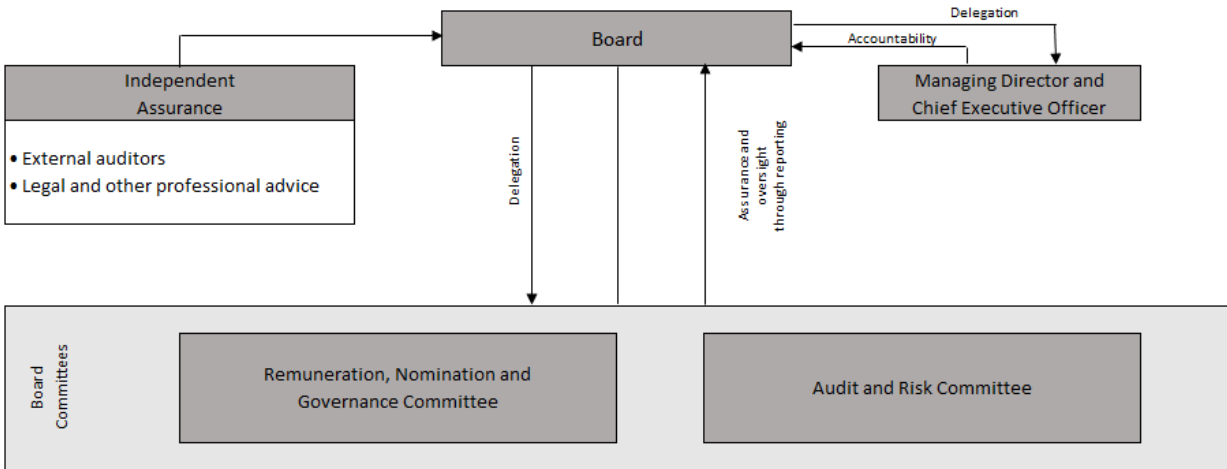 Board
Delegation
Accountability
Independent
Assurance
• External auditors
• Legal and other professional advice
Managing Director and
Chief Executive Officer
Delegation
Assurance and
oversight
through reporting
Board
Committees
Remuneration, Nomination and
Governance Committee
Audit and Risk Committee